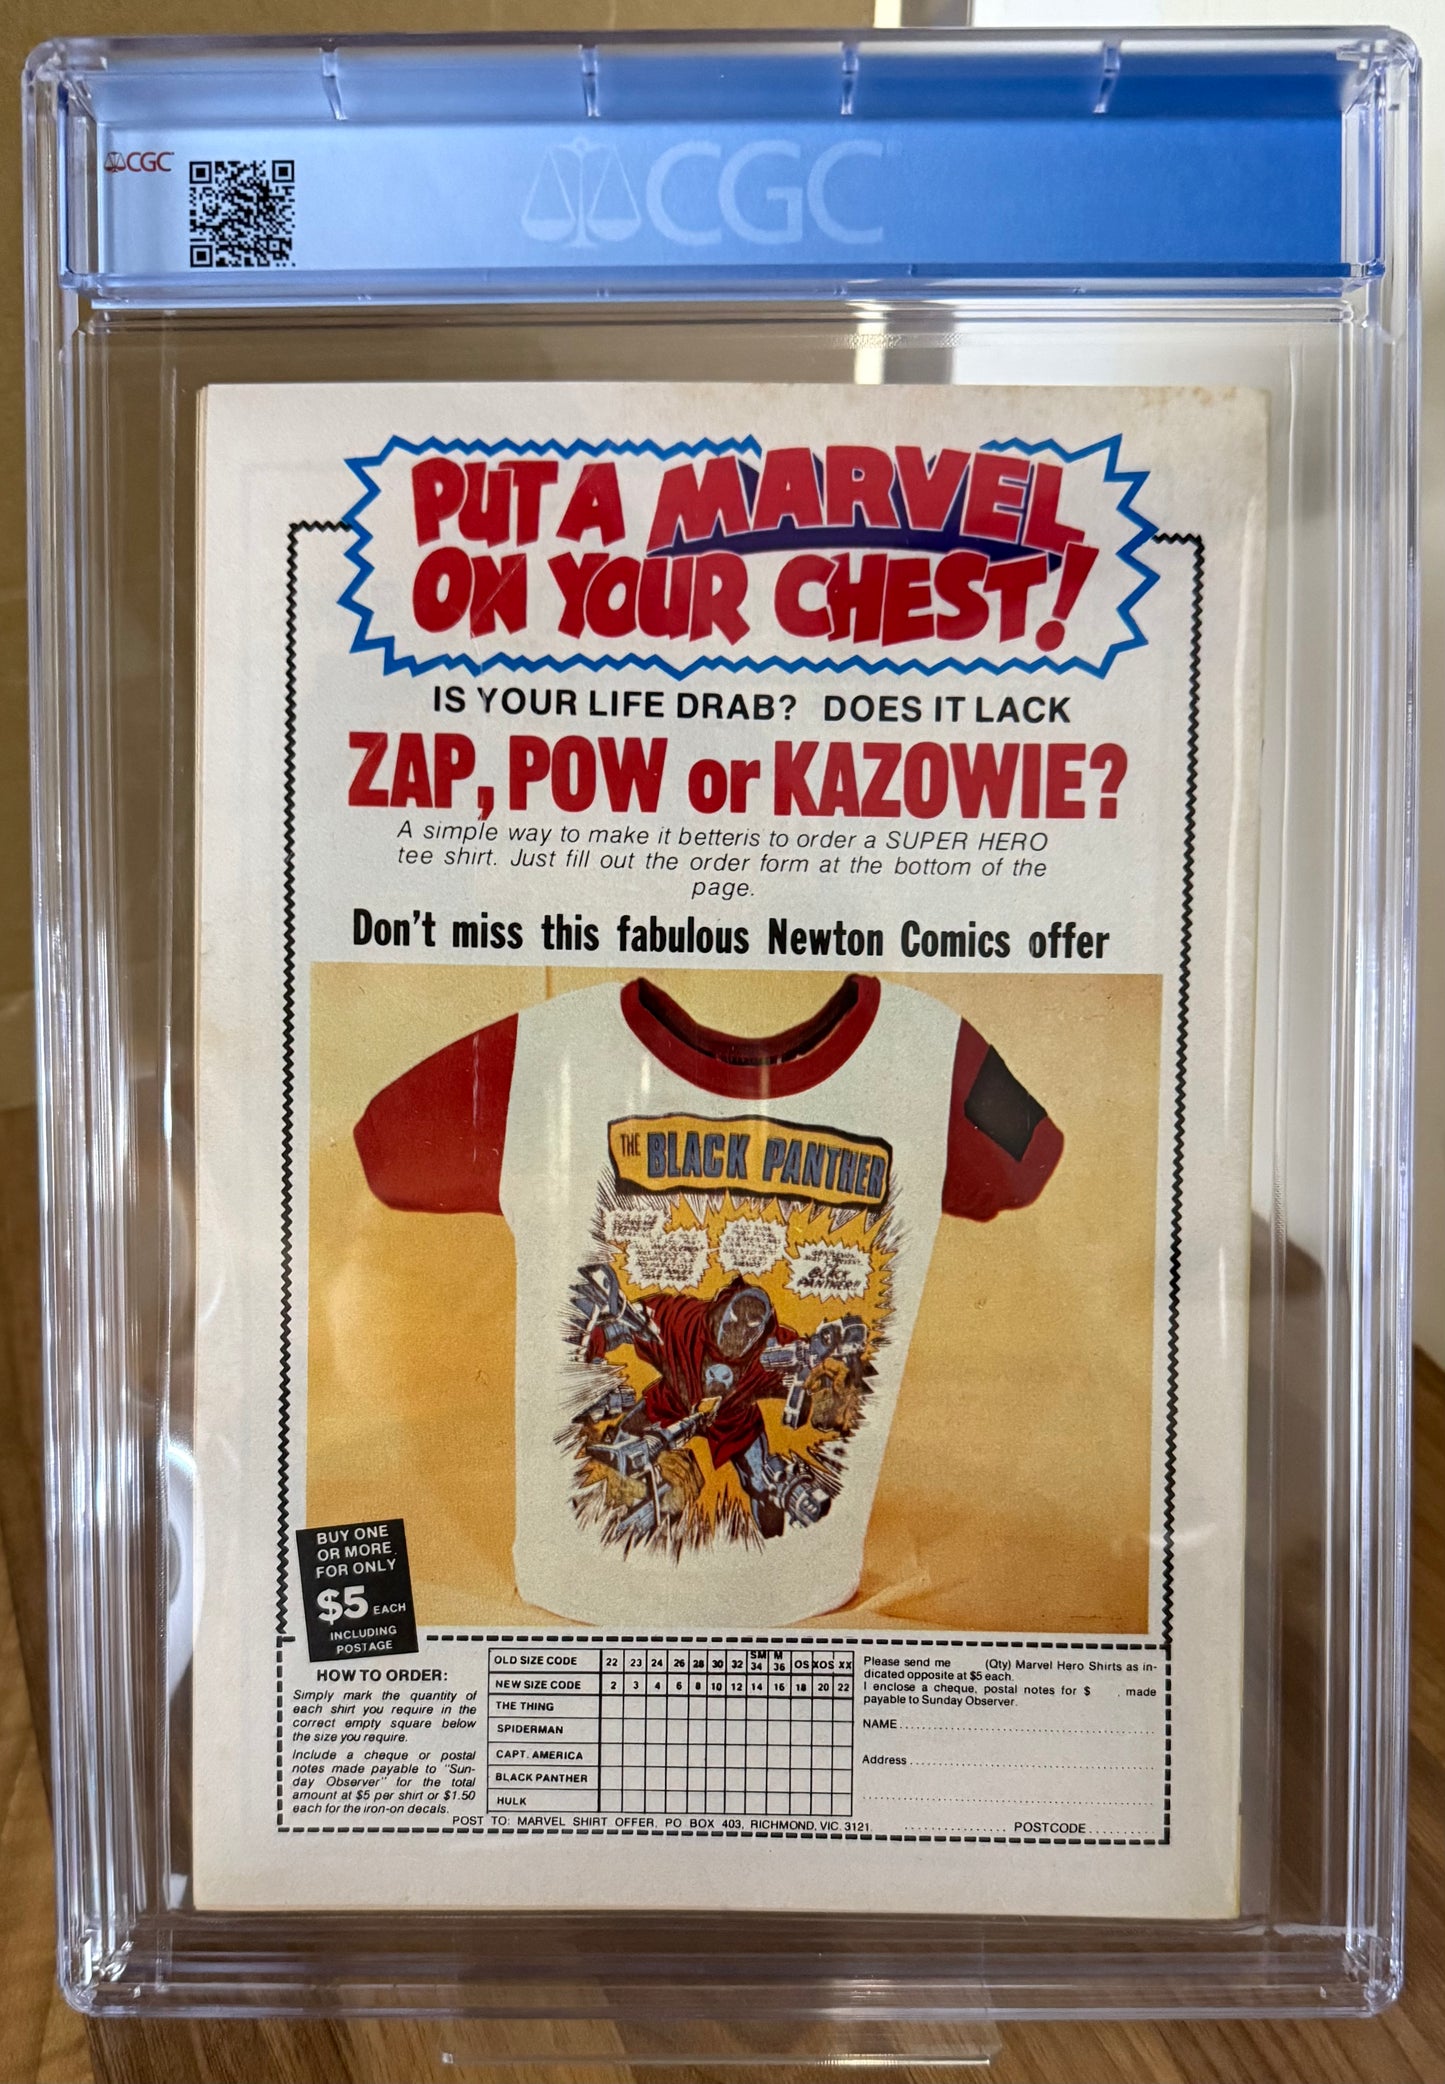 CGC
CGC
PUT A MARVEL
ON YOUR CHEST!
IS YOUR LIFE DRAB? DOES IT LACK
ZAP, POW or KAZOWIE?
A simple way to make it betteris to order a SUPER HERO
tee shirt. Just fill out the order form at the bottom of the
page.
Don't miss this fabulous Newton Comics offer
THE BLACK PANTHER
BLACK
PANTHER!!
BUY ONE
OR MORE
FOR ONLY
$5 EACH
INCLUDING
POSTAGE
HOW TO ORDER:
Simply mark the quantity of
each shirt you require in the
correct empty square below
the size you require.
Include a cheque or postal
notes made payable to "Sun-
day Observer" for the total
amount at $5 per shirt or $1.50
each for the iron-on decals.
OLD SIZE CODE 22 23 24 26 28 30 32 SM 34 M 36 OS XOS XX
NEW SIZE CODE 2 3 4 6 8 10 12 14 16 18 20 22
THE THING
SPIDERMAN
CAPT. AMERICA
BLACK PANTHER
HULK
Please send me (Qty) Marvel Hero Shirts as in-
dicated opposite at $5 each.
I enclose a cheque, postal notes for $ , made
payable to Sunday Observer.
NAME
Address
POSTCODE
POST TO: MARVEL SHIRT OFFER, PO BOX 403, RICHMOND, VIC. 3121.